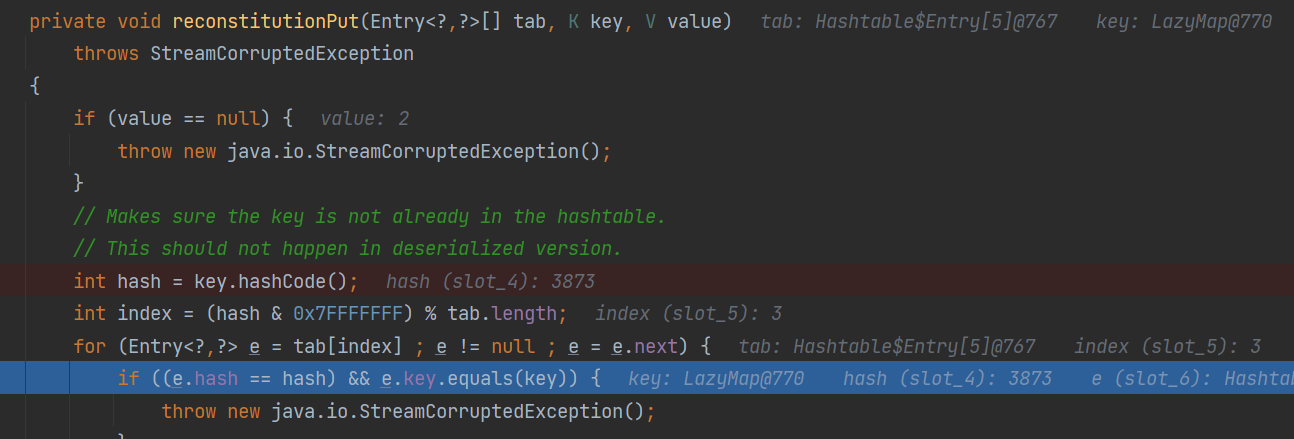 private void reconstitutionPut(Entry<?,?>[] tab, K key, V value)   tab: Hashtable$Entry[5]@767   key: LazyMap@770
    throws StreamCorruptedException
{
    if (value == null) {   value: 2
        throw new java.io.StreamCorruptedException();
    }
    // Makes sure the key is not already in the hashtable.
    // This should not happen in deserialized version.
    int hash = key.hashCode();   hash (slot_4): 3873
    int index = (hash & 0x7FFFFFFF) % tab.length;   index (slot_5): 3
    for (Entry<?,?> e = tab[index] ; e != null ; e = e.next) {   tab: Hashtable$Entry[5]@767   index (slot_5): 3
        if ((e.hash == hash) && e.key.equals(key)) {   key: LazyMap@770   hash (slot_4): 3873   e (slot_6): Hashta
            throw new java.io.StreamCorruptedException();